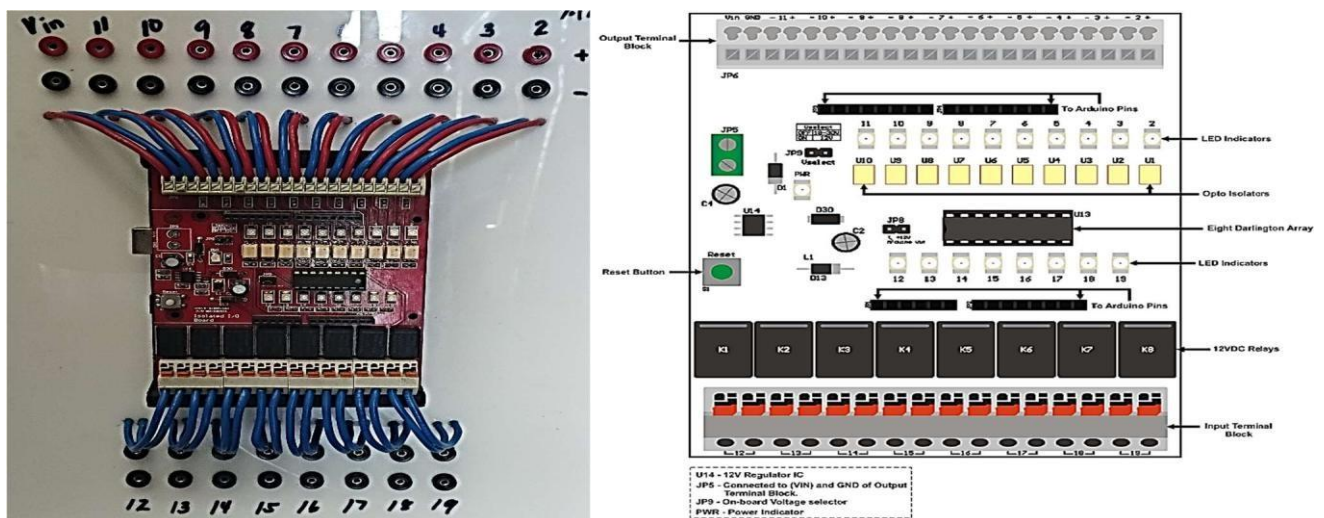 Vin 11 10 9 8 7 4 3 2
+
-
Reset
Isolated I/O
Board
12 13 14 15 16 17 18 19
Vin GND -11+ -10+ -9+ -8+ -7+ -6+ -5+ -4+ -3+ -2+
Output Terminal
Block
JP6
To Arduino Pins
11 10 9 8 7 6 5 4 3 2
LED Indicators
JP5
Vselect
JP9
Vselect
U10 U9 U8 U7 U6 U5 U4 U3 U2 U1
D1
PWR
Opto Isolators
C4
U14
D30
C2
JP8
U13
Eight Darlington Array
Reset
Reset Button
S1
L1
D13
12 13 14 15 16 17 18 19
LED Indicators
To Arduino Pins
K1 K2 K3 K4 K5 K6 K7 K8
12VDC Relays
Input Terminal
Block
13 14 16 17 18 19
U14 - 12V Regulator IC
JP5 - Connected to (VIN) and GND of Output
Terminal Block.
JP9 - On-board Voltage selector
PWR - Power Indicator